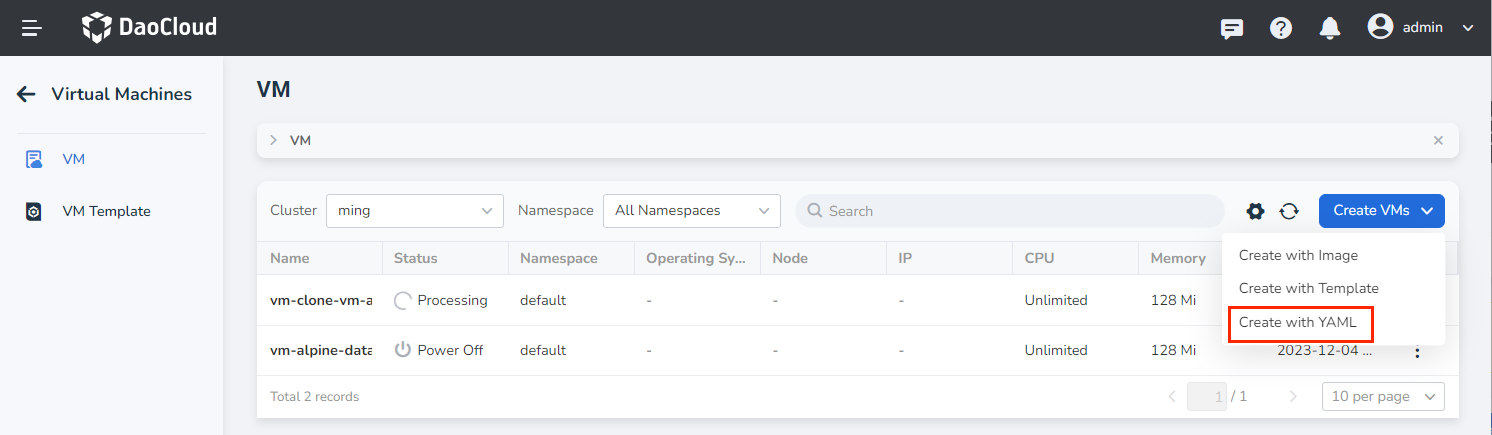 DaoCloud
admin
Virtual Machines
VM
VM Template
VM
VM
Cluster
ming
Namespace
All Namespaces
Search
Create VMs
Create with Image
Create with Template
Create with YAML
Name Status Namespace Operating Sy... Node IP CPU Memory
vm-clone-vm-a Processing default - - - Unlimited 128 Mi
vm-alpine-data Power Off default - - - Unlimited 128 Mi 2023-12-04 ...
Total 2 records
1 / 1
10 per page